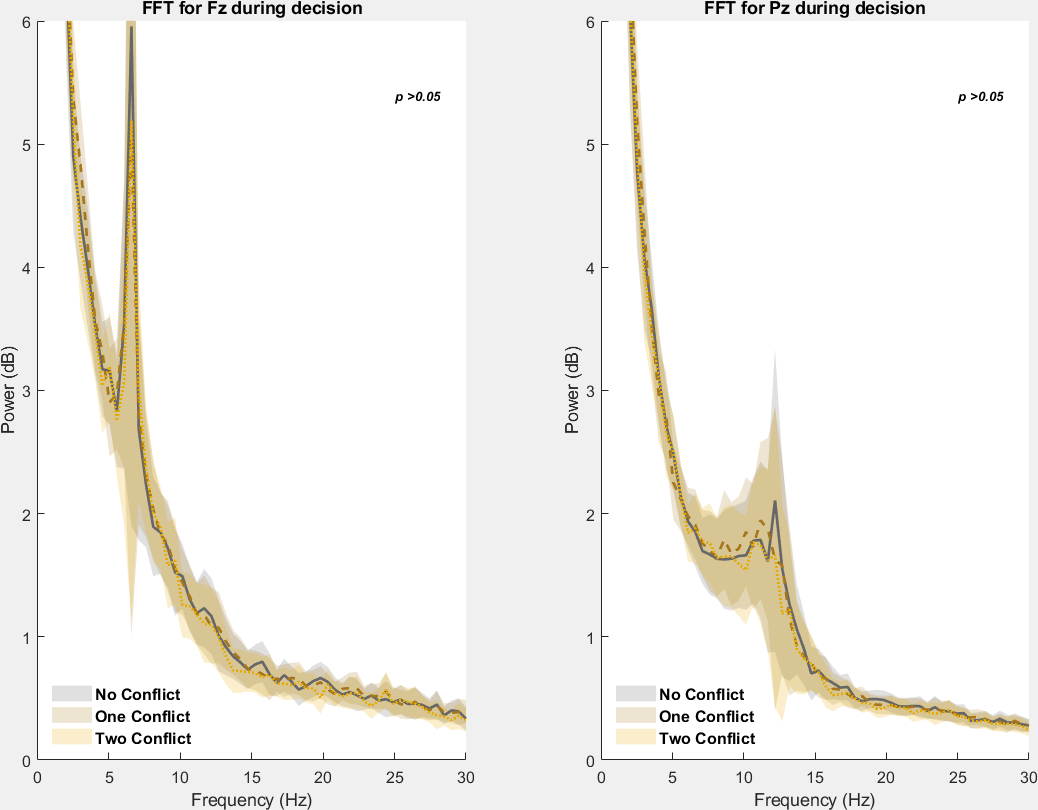 FFT for Fz during decision
6
5
4
3
2
1
0
Power (dB)
p >0.05
No Conflict
One Conflict
Two Conflict
0 5 10 15 20 25 30
Frequency (Hz)
FFT for Pz during decision
6
5
4
3
2
1
0
Power (dB)
p >0.05
No Conflict
One Conflict
Two Conflict
0 5 10 15 20 25 30
Frequency (Hz)